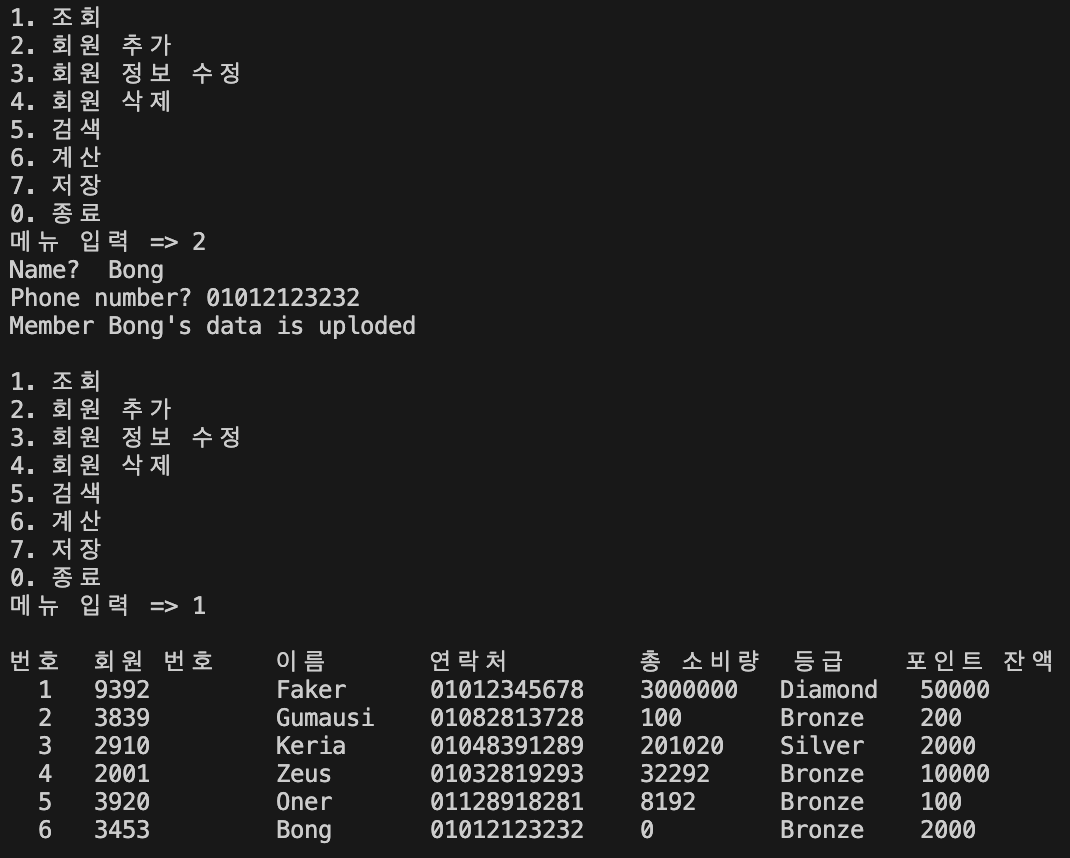 1. 조회
2. 회원 추가
3. 회원 정보 수정
4. 회원 삭제
5. 검색
6. 계산
7. 저장
0. 종료
메뉴 입력 => 2
Name?  Bong
Phone number? 01012123232
Member Bong's data is uploded
1. 조회
2. 회원 추가
3. 회원 정보 수정
4. 회원 삭제
5. 검색
6. 계산
7. 저장
0. 종료
메뉴 입력 => 1
번호 회원 번호 이름 연락처 총 소비량 등급 포인트 잔액
1 9392 Faker 01012345678 3000000 Diamond 50000
2 3839 Gumausi 01082813728 100 Bronze 200
3 2910 Keria 01048391289 201020 Silver 2000
4 2001 Zeus 01032819293 32292 Bronze 10000
5 3920 Oner 01128918281 8192 Bronze 100
6 3453 Bong 01012123232 0 Bronze 2000